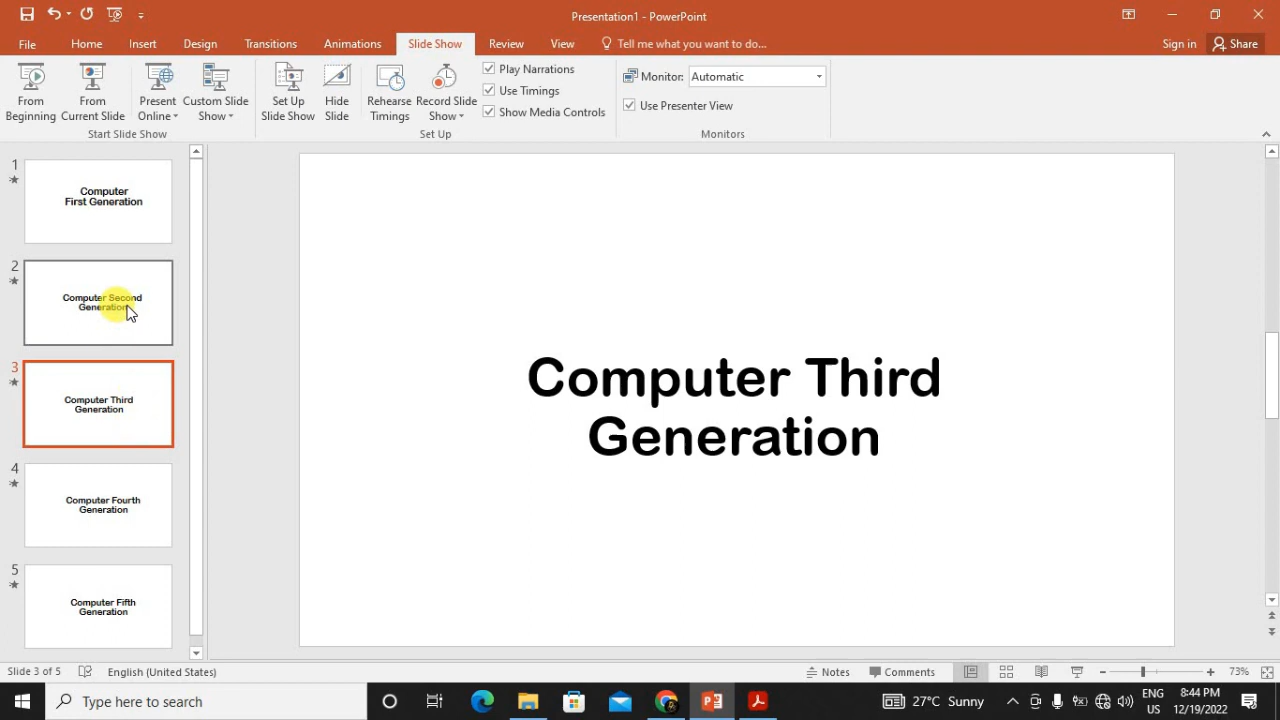 Presentation1 - PowerPoint
File Home Insert Design Transitions Animations Slide Show Review View Tell me what you want to do... Sign in Share
From Beginning
From Current Slide
Present Online
Custom Slide Show
Start Slide Show
Set Up Slide Show
Hide Slide
Rehearse Timings
Record Slide Show
Play Narrations
Use Timings
Show Media Controls
Set Up
Monitor: Automatic
Use Presenter View
Monitors
1
Computer
First Generation
2
Computer Second
Generation
3
Computer Third
Generation
4
Computer Fourth
Generation
5
Computer Fifth
Generation
Computer Third
Generation
Slide 3 of 5 English (United States) Notes Comments 73%
Type here to search
27°C Sunny
ENG
US
8:44 PM
12/19/2022